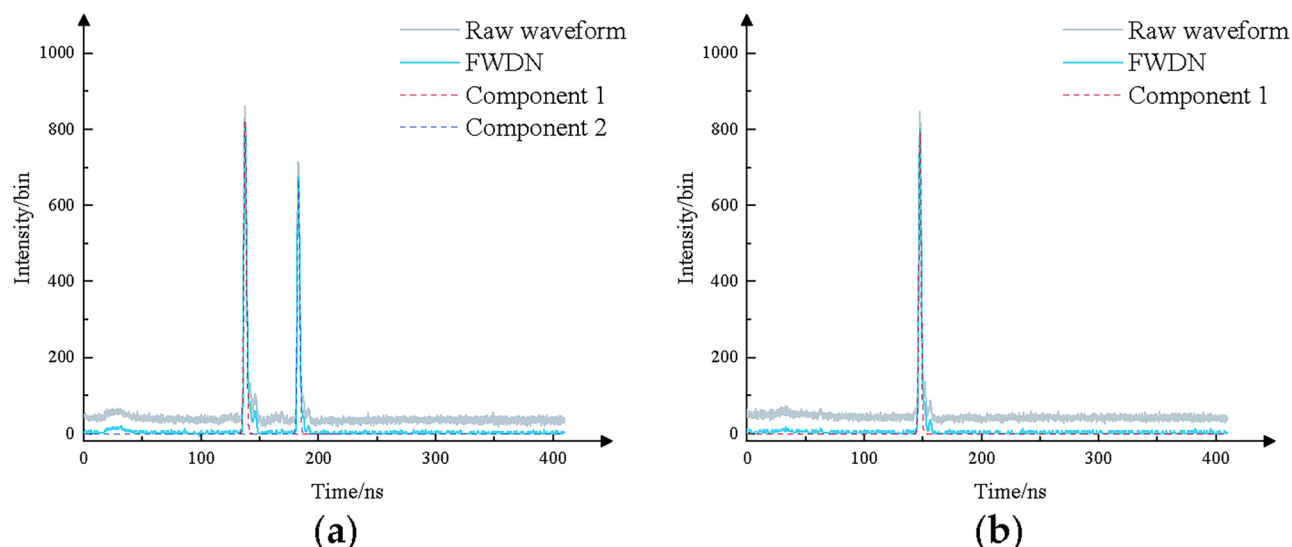 Raw waveform
FWDN
Component 1
Component 2
1000
800
600
400
200
0
Intensity/bin
0 100 200 300 400
Time/ns
(a)
Raw waveform
FWDN
Component 1
1000
800
600
400
200
0
Intensity/bin
0 100 200 300 400
Time/ns
(b)